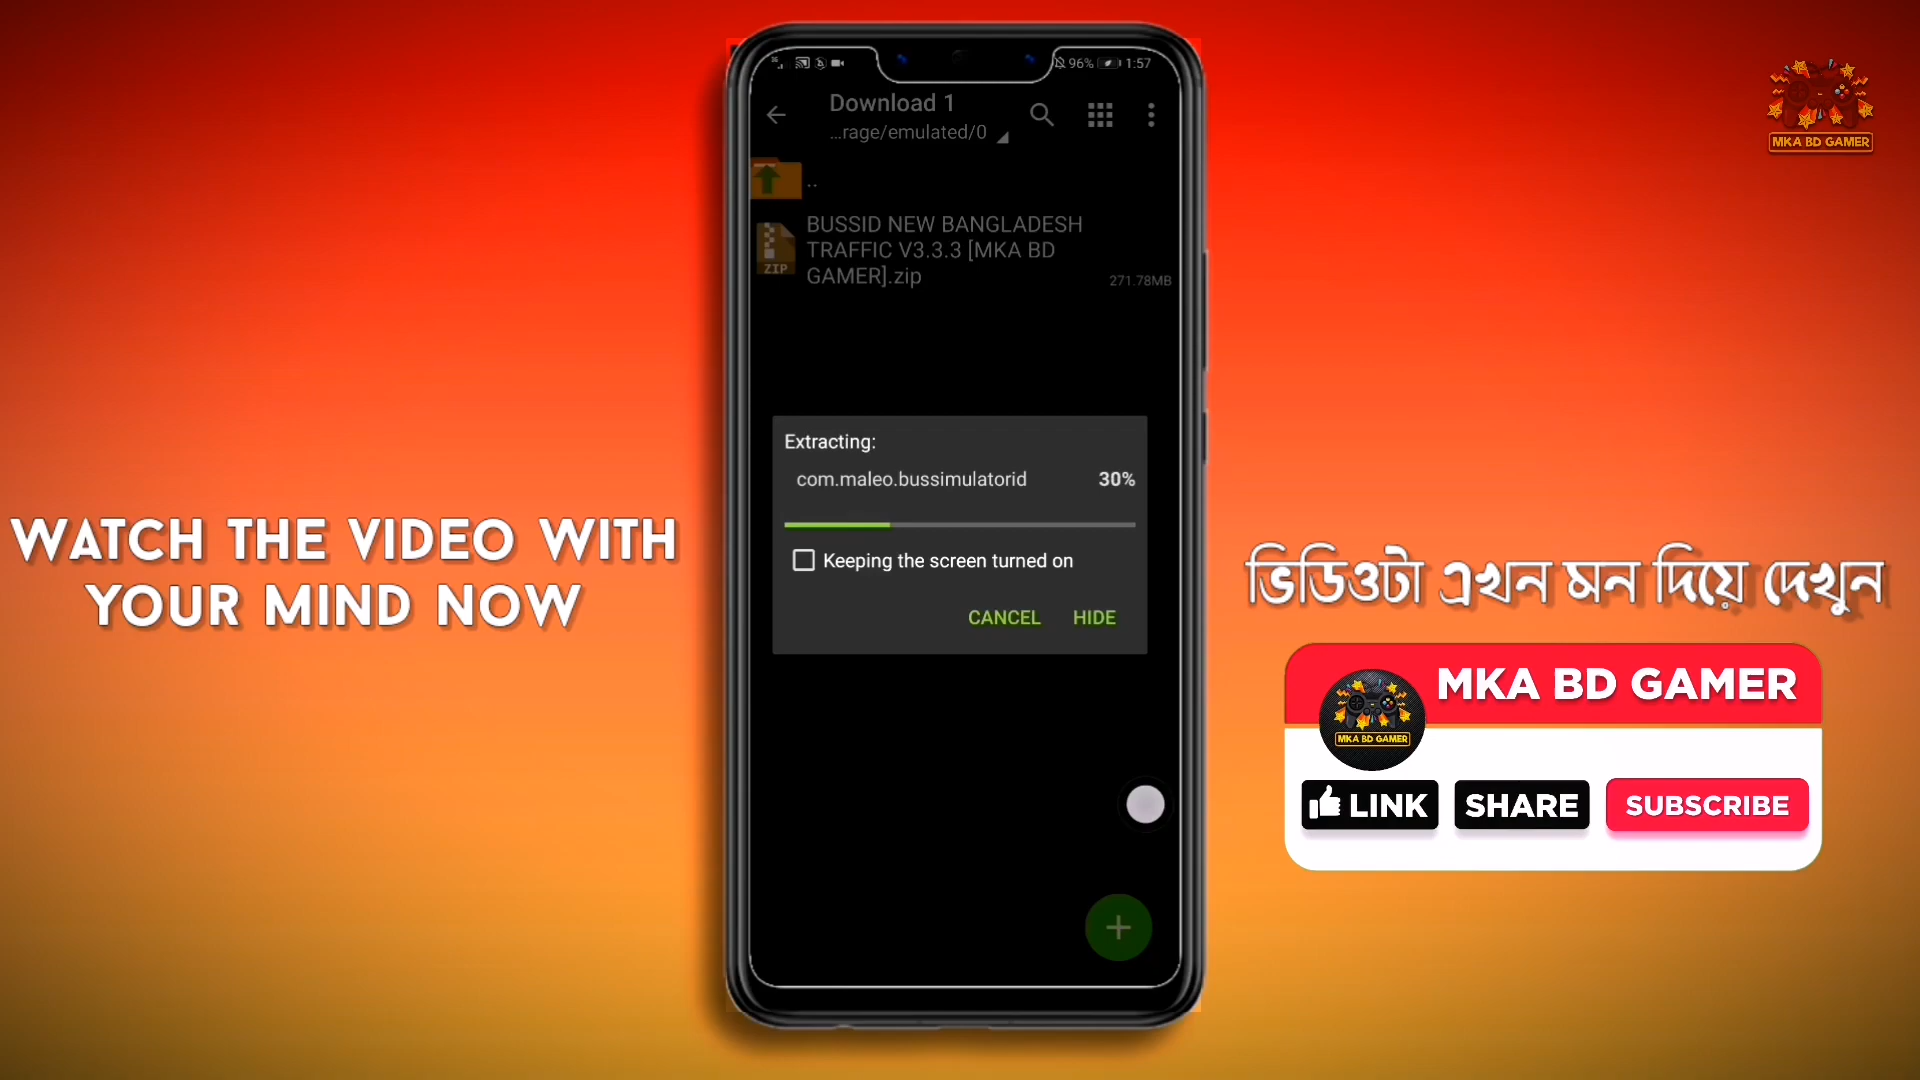 96% 1:57
Download 1
...rage/emulated/0
..
BUSSID NEW BANGLADESH
TRAFFIC V3.3.3 [MKA BD
GAMER].zip
271.78MB
ZIP
Extracting:
com.maleo.bussimulatorid 30%
Keeping the screen turned on
CANCEL HIDE
WATCH THE VIDEO WITH
YOUR MIND NOW
MKA BD GAMER
ভিডিওটা এখন মন দিয়ে দেখুন
MKA BD GAMER
MKA BD GAMER
LINK SHARE SUBSCRIBE